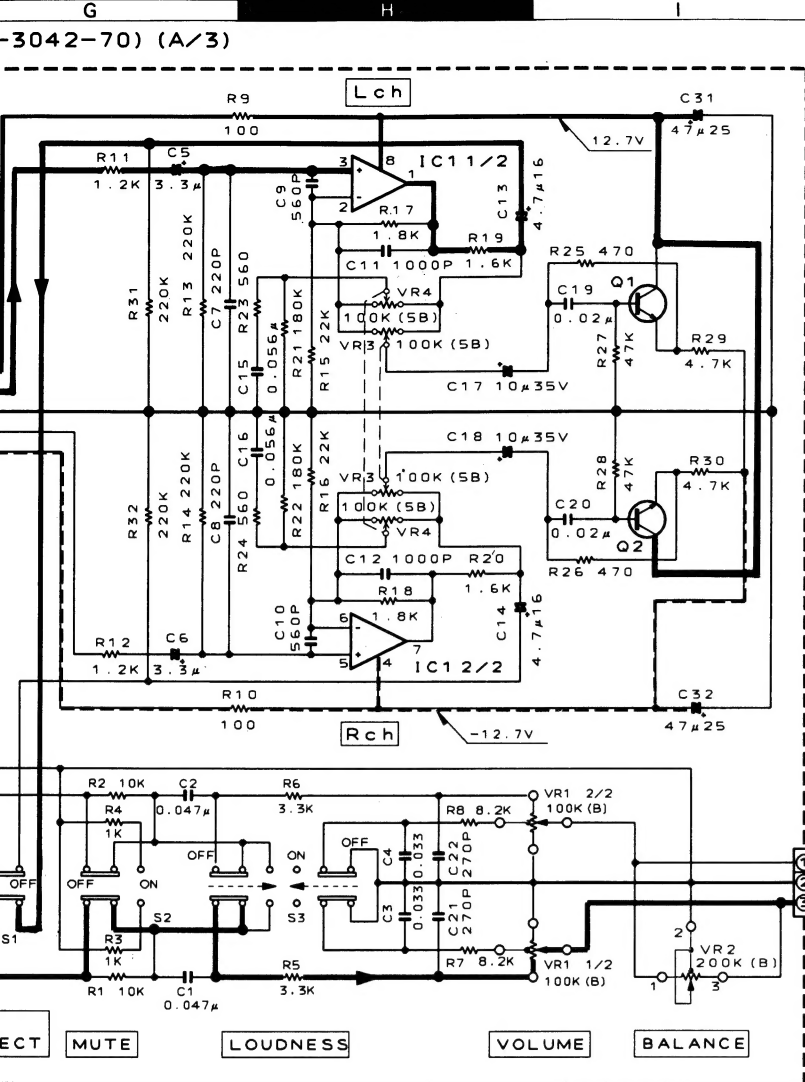 G H I
-3042-70) (A/3)
Lch
R9
100
C31
47µ25
12.7V
R11
1.2K
C5
3.3µ
C9
560P
3
8
1
2
IC1 1/2
C13
4.7µ16
R17
1.8K
C11 1000P
R19
1.6K
R31
220K
R13 220K
C7 220P
R23 560
C15
0.056µ
R21 180K
R15 22K
VR4
100K (5B)
VR3
100K (5B)
R25 470
C19
0.02µ
Q1
R27
47K
R29
4.7K
C17 10µ35V
C18 10µ35V
R32
220K
R14 220K
C8 220P
R24 560
C16
0.056µ
R22 180K
R16 22K
VR3
100K (5B)
100K (5B)
VR4
R28
47K
R30
4.7K
C20
0.02µ
Q2
R26 470
C12 1000P
R20
1.6K
R18
1.8K
C10
560P
6
5
7
4
IC1 2/2
C14
4.7µ16
R12
1.2K
C6
3.3µ
R10
100
Rch
-12.7V
C32
47µ25
R2 10K
C2
0.047µ
R4
1K
R6
3.3K
VR1 2/2
100K (B)
R8 8.2K
OFF
OFF
ON
OFF
ON
OFF
C4
0.033
C22
270P
C3
0.033
C21
270P
S1
S2
S3
R3
1K
R1 10K
C1
0.047µ
R5
3.3K
R7 8.2K
VR1 1/2
100K (B)
2
VR2
200K (B)
1
3
1
2
3
ECT
MUTE
LOUDNESS
VOLUME
BALANCE